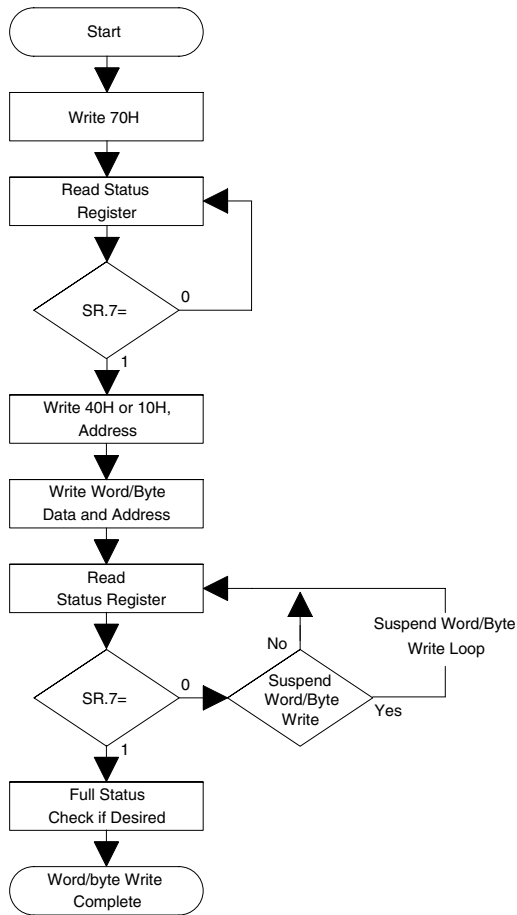 Start
Write 70H
Read Status
Register
SR.7=
0
1
Write 40H or 10H,
Address
Write Word/Byte
Data and Address
Read
Status Register
SR.7=
0
1
Suspend
Word/Byte
Write
No
Yes
Suspend Word/Byte
Write Loop
Full Status
Check if Desired
Word/byte Write
Complete